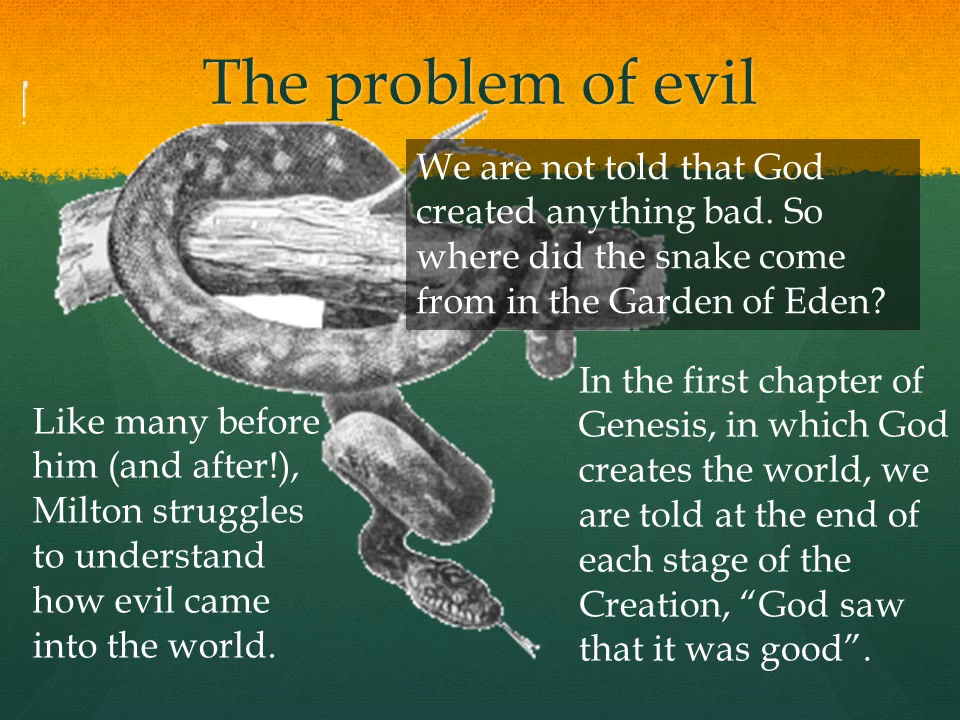 The problem of evil
We are not told that God
created anything bad. So
where did the snake come
from in the Garden of Eden?
Like many before
him (and after!),
Milton struggles
to understand
how evil came
into the world.
In the first chapter of
Genesis, in which God
creates the world, we
are told at the end of
each stage of the
Creation, “God saw
that it was good”.